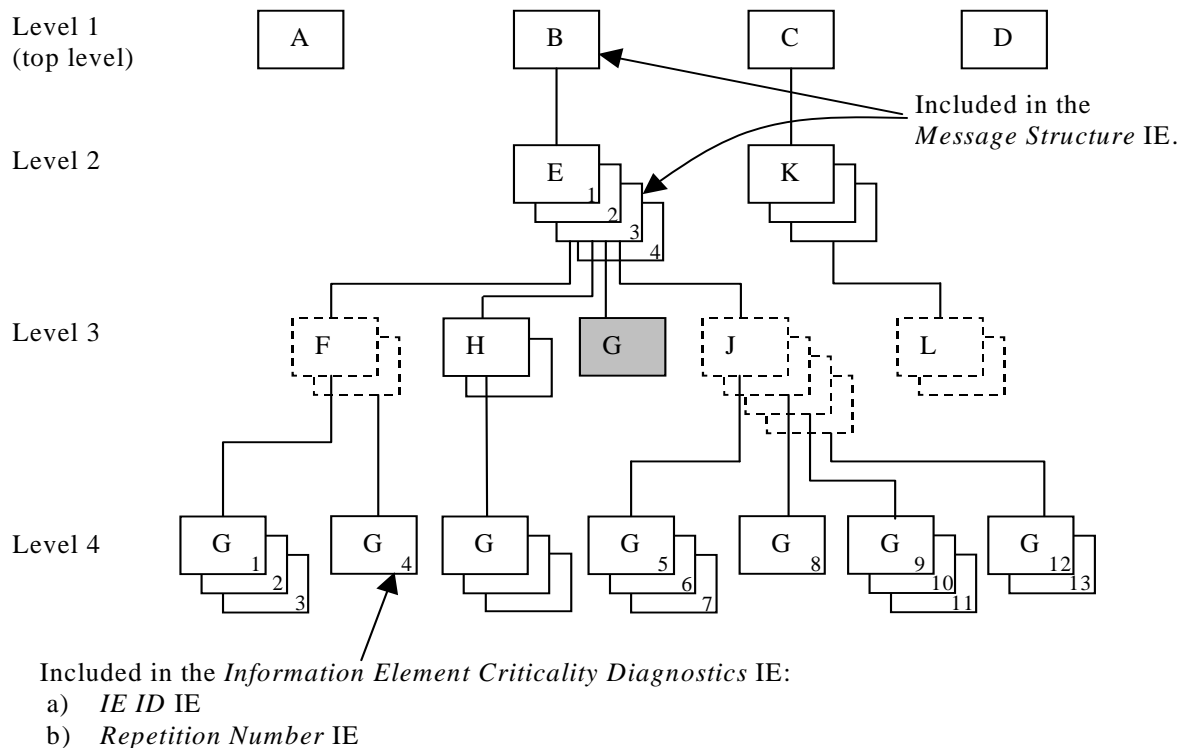 Level 1
(top level)
A
B
C
D
Included in the
Message Structure IE.
Level 2
E
1
2
3
4
K
Level 3
F
H
G
J
L
Level 4
G
1
2
3
G
4
G
G
5
6
7
G
8
G
9
10
11
G
12
13
Included in the Information Element Criticality Diagnostics IE:
a) IE ID IE
b) Repetition Number IE